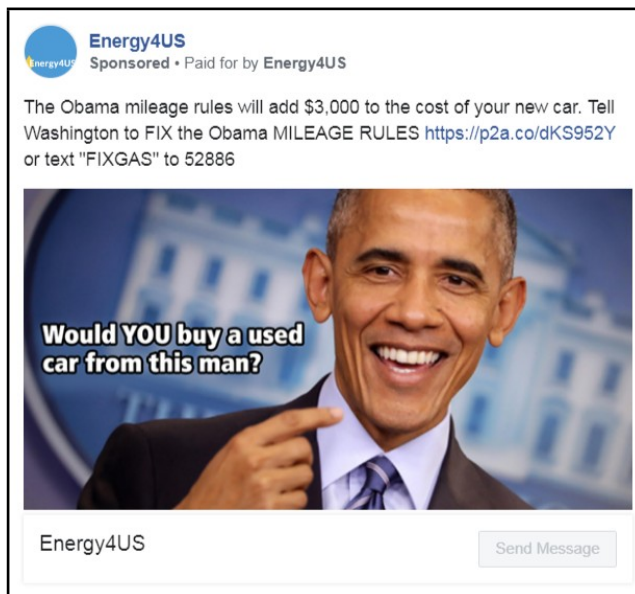 Energy4US
Energy4US
Sponsored • Paid for by Energy4US
The Obama mileage rules will add $3,000 to the cost of your new car. Tell
Washington to FIX the Obama MILEAGE RULES https://p2a.co/dKS952Y
or text "FIXGAS" to 52886
Would YOU buy a used
car from this man?
Energy4US
Send Message